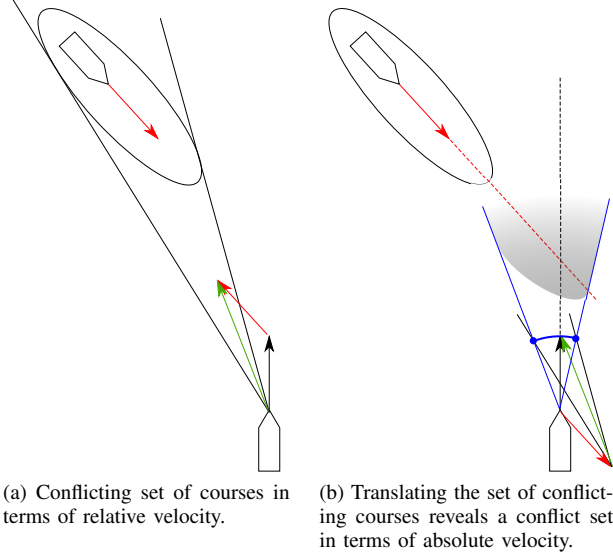 (a) Conflicting set of courses in
terms of relative velocity.
(b) Translating the set of conflict-
ing courses reveals a conflict set
in terms of absolute velocity.